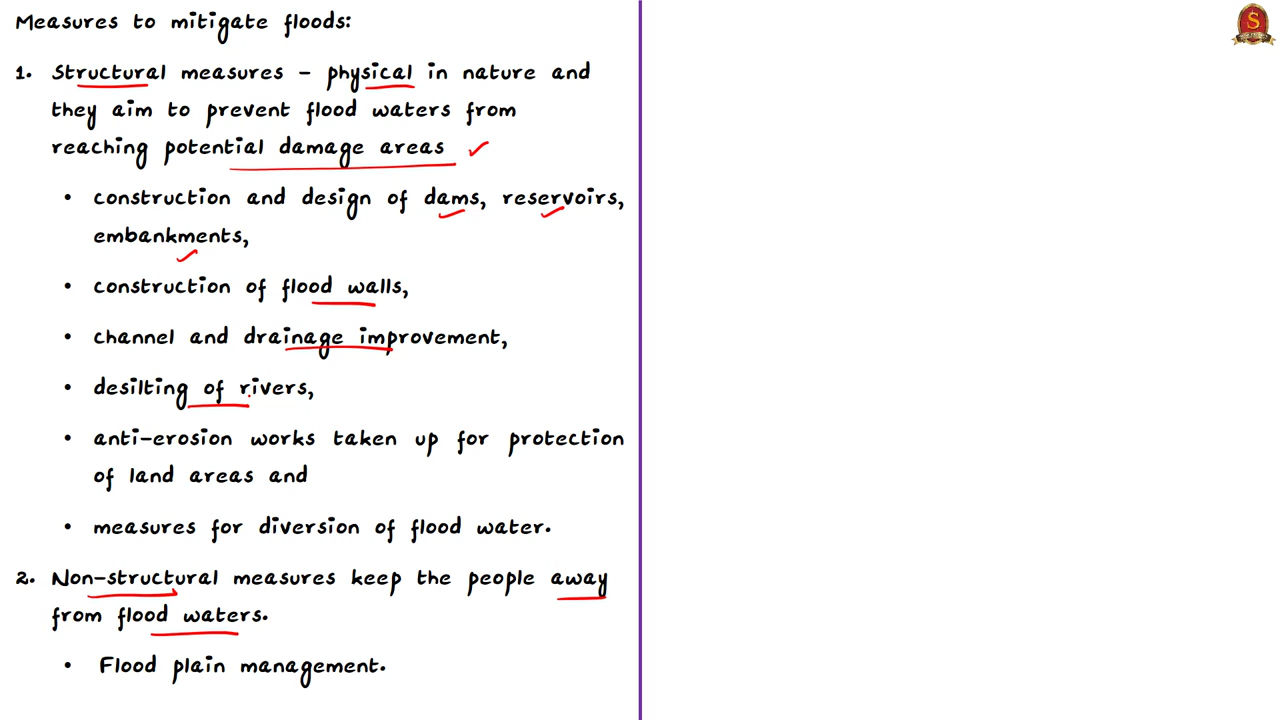 Measures to mitigate floods:
1. Structural measures - physical in nature and
they aim to prevent flood waters from
reaching potential damage areas
• construction and design of dams, reservoirs,
embankments,
• construction of flood walls,
• channel and drainage improvement,
• desilting of rivers,
• anti-erosion works taken up for protection
of land areas and
• measures for diversion of flood water.
2. Non-structural measures keep the people away
from flood waters.
• Flood plain management.
S